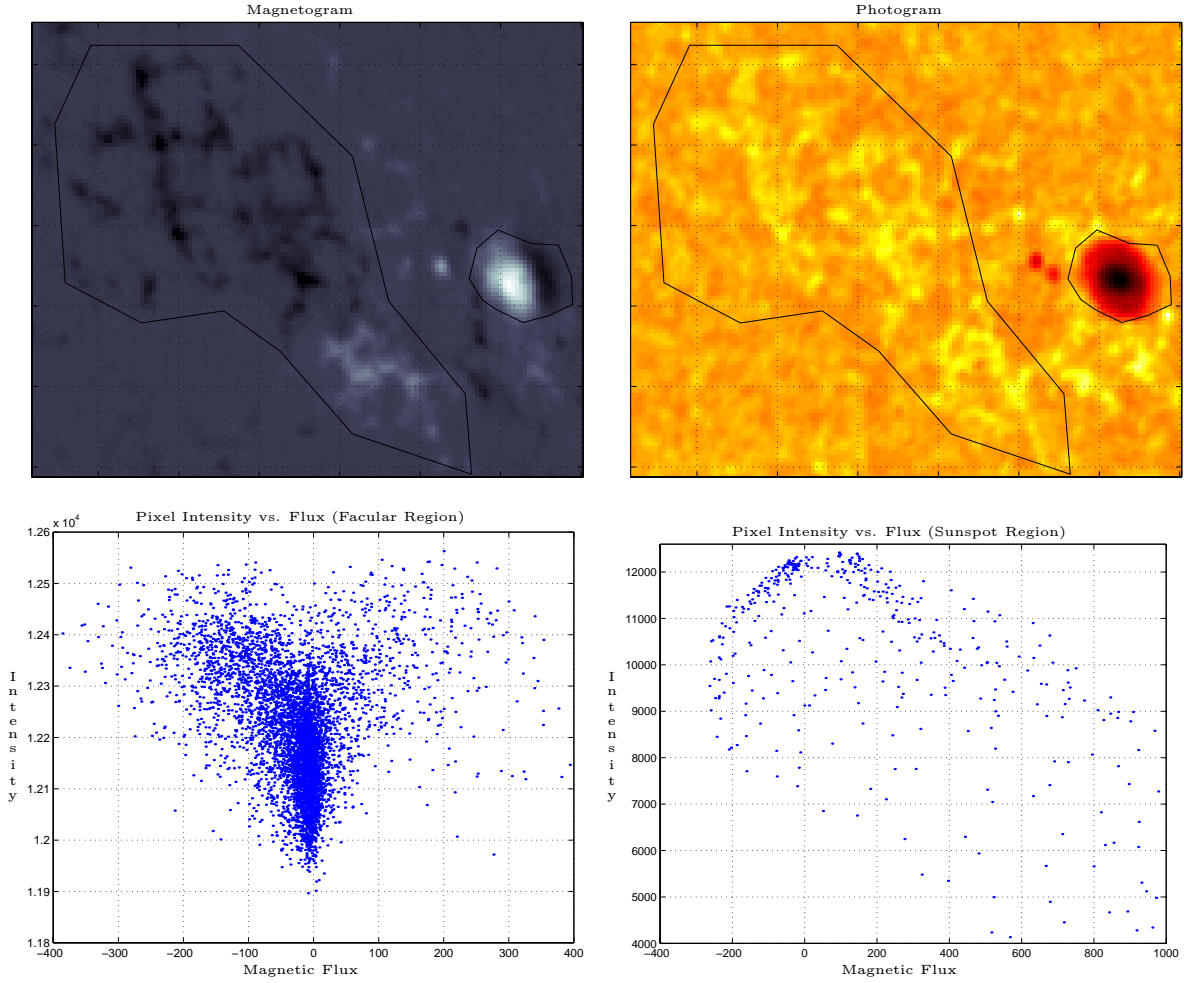 Magnetogram
Photogram
Pixel Intensity vs. Flux (Facular Region)
x 10^4
1.26
1.25
1.24
1.23
1.22
1.21
1.2
1.19
1.18
Intensity
−400 −300 −200 −100 0 100 200 300 400
Magnetic Flux
Pixel Intensity vs. Flux (Sunspot Region)
12000
11000
10000
9000
8000
7000
6000
5000
4000
Intensity
−400 −200 0 200 400 600 800 1000
Magnetic Flux